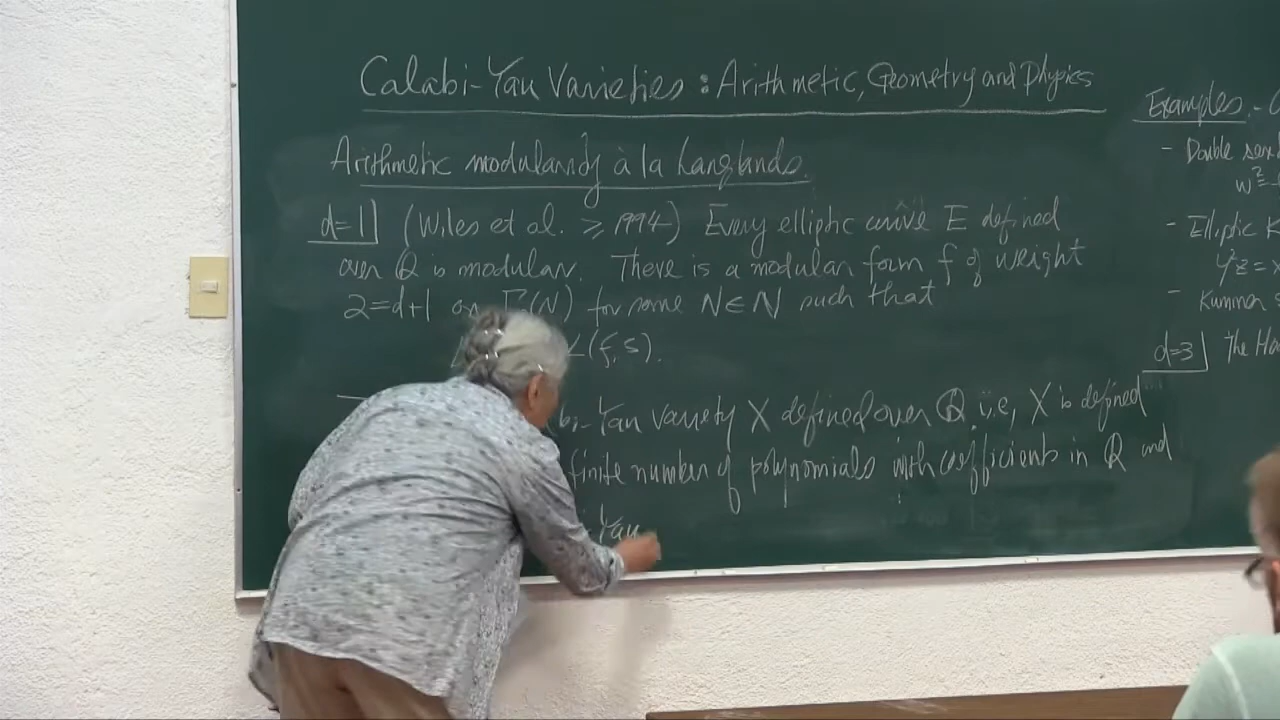 Calabi-Yau Varieties: Arithmetic, Geometry and Physics
Arithmetic modularity à la Langlands.
d=1 (Wiles et al. ≥ 1994) Every elliptic curve E defined
over Q is modular. There is a modular form f of weight
2=d+1 on Γ(N) for some N∈N such that
L(f,s).
Yau variety X defined over Q, i.e, X is defined
finite number of polynomials with coefficients in Q and
Yau
Examples.
- Double
w²=
- Elliptic K
y²z = x
- Kummer
d=3 The